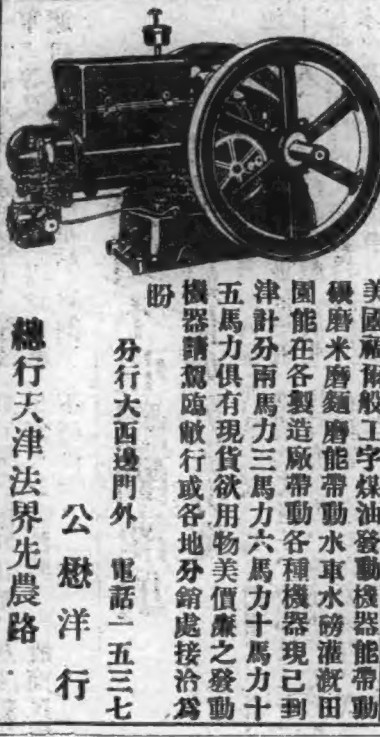 美國福爾般工字煤油發動機器能帶動
碾磨米磨麵磨能帶動水車水磅灌溉田
園能在各製造廠帶動各種機器現已到
津計分兩馬力三馬力六馬力十馬力十
五馬力俱有現貨欲用物美價廉之發動
機器請駕臨敝行或各地分銷處接洽爲
盼
分行大西邊門外 電話一五三七
公懋洋行
總行天津法界先農路